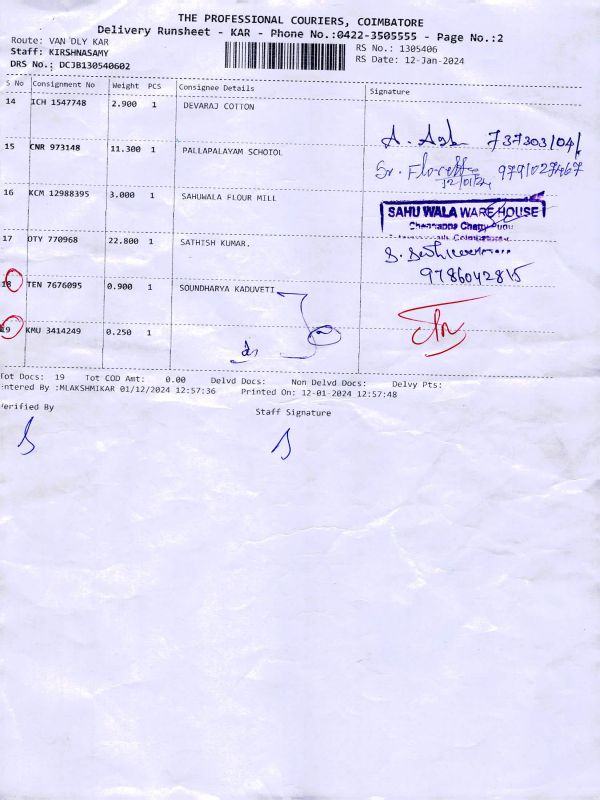 THE PROFESSIONAL COURIERS, COIMBATORE
Delivery Runsheet - KAR - Phone No.:0422-3505555 - Page No.:2
Route: VAN DLY KAR
Staff: KIRSHNASAMY
DRS No.: DCJB130540602
RS No.: 1305406
RS Date: 12-Jan-2024
S No Consignment No Weight PCS Consignee Details Signature
14 ICH 1547748 2.900 1 DEVARAJ COTTON
15 CNR 973148 11.300 1 PALLAPALAYAM SCHOTOL
16 KCM 12988395 3.000 1 SAHUWALA FLOUR MILL
SAHU WALA WAREHOUSE
17 DTY 770968 22.800 1 SATHISH KUMAR.
9786042815
18 TEN 7676095 0.900 1 SOUNDHARYA KADUVETI
19 KMU 3414249 0.250 1
Tot Docs: 19 Tot COD Amt: 0.00 Delvd Docs: Non Delvd Docs: Delvy Pts:
ntered By :MLAKSHMIKAR 01/12/2024 12:57:36 Printed On: 12-01-2024 12:57:48
erified By
Staff Signature